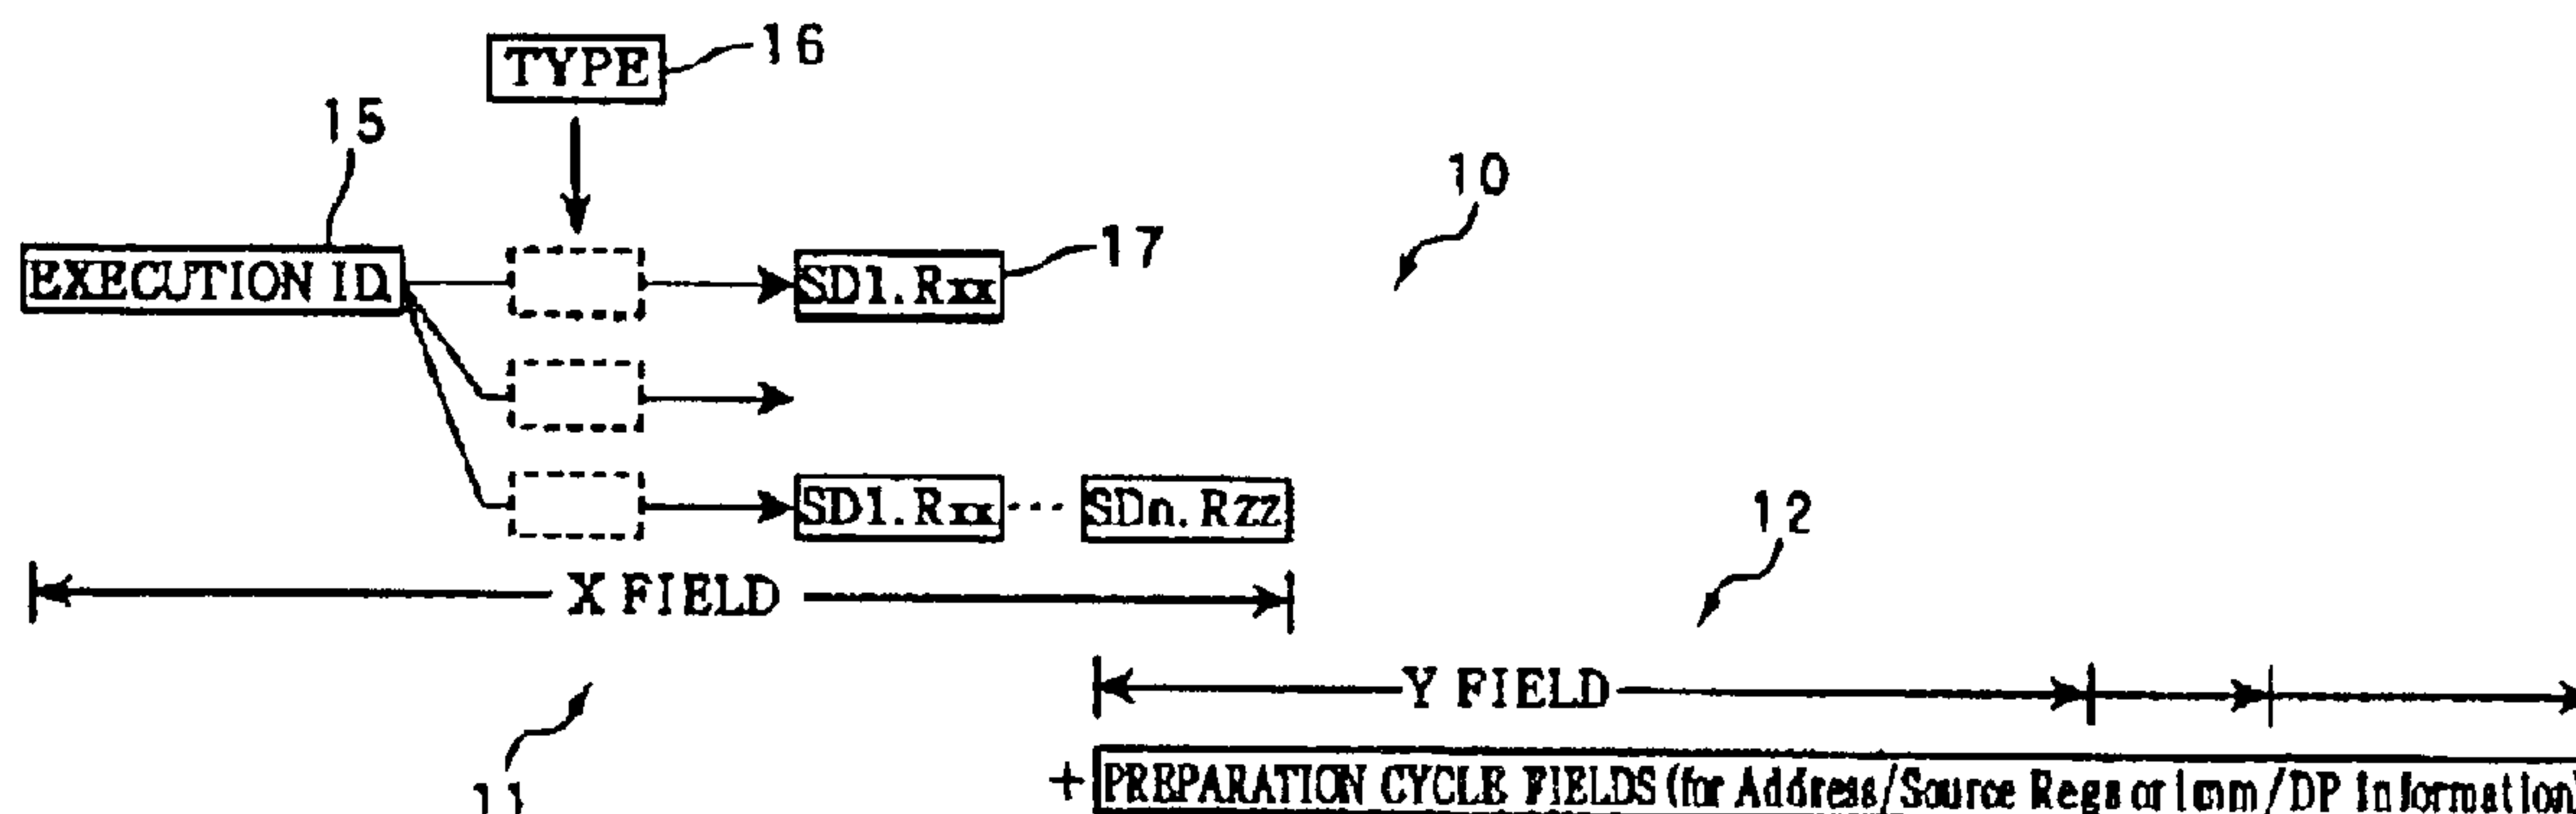 16
TYPE
15
10
17
EXECUTION ID.
SD1.Rxx
SD1.Rxx ··· SDn.Rzz
12
X FIELD
Y FIELD
11
+ PREPARATION CYCLE FIELDS (for Address/Source Regs or imm/DP Information)